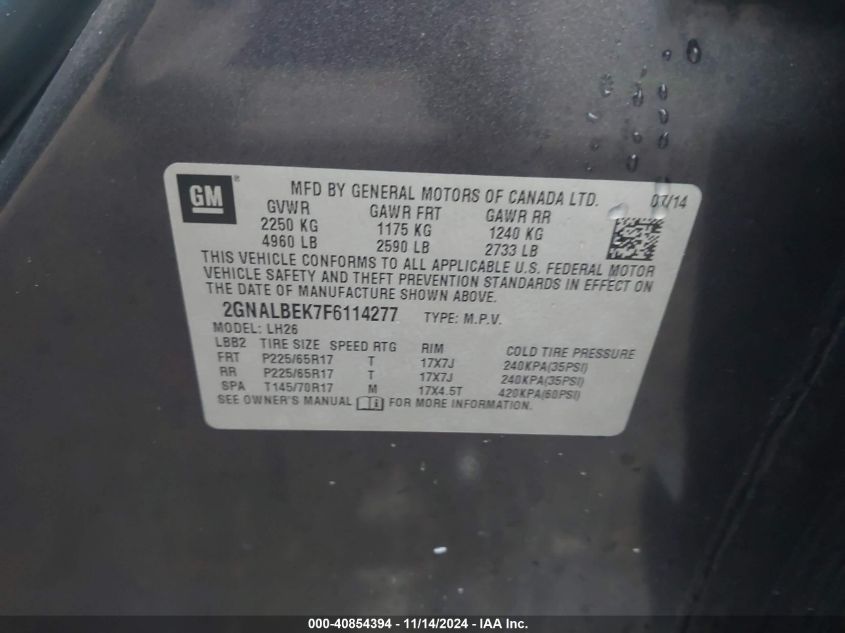 GM ® MFD BY GENERAL MOTORS OF CANADA LTD. 07/14
GVWR GAWR FRT GAWR RR
2250 KG 1175 KG 1240 KG
4960 LB 2590 LB 2733 LB
THIS VEHICLE CONFORMS TO ALL APPLICABLE U.S. FEDERAL MOTOR
VEHICLE SAFETY AND THEFT PREVENTION STANDARDS IN EFFECT ON
THE DATE OF MANUFACTURE SHOWN ABOVE.
2GNALBEK7F6114277 TYPE: M.P.V.
MODEL: LH26
LBB2 TIRE SIZE SPEED RTG RIM COLD TIRE PRESSURE
FRT P225/65R17 T 17X7J 240KPA(35PSI)
RR P225/65R17 T 17X7J 240KPA(35PSI)
SPA T145/70R17 M 17X4.5T 420KPA(60PSI)
SEE OWNER'S MANUAL FOR MORE INFORMATION.
000-40854394 - 11/14/2024 - IAA Inc.